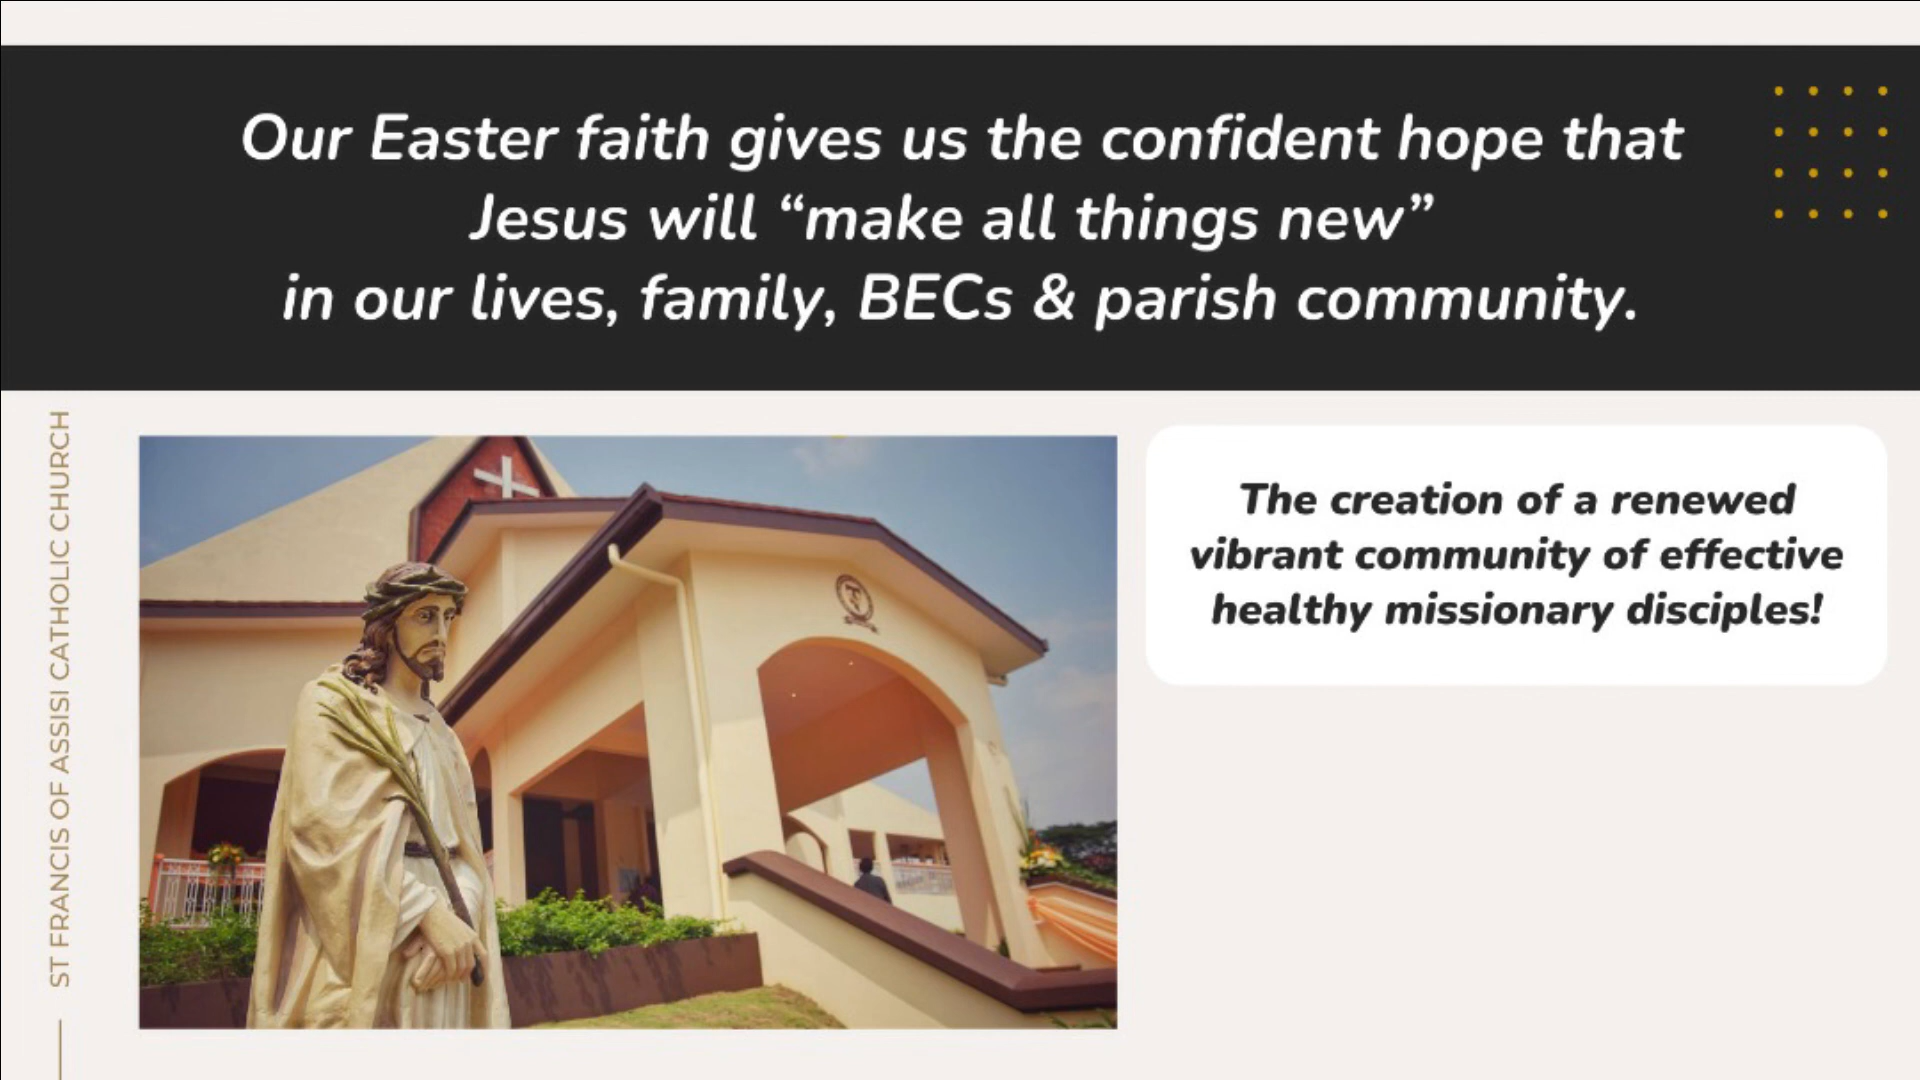 Our Easter faith gives us the confident hope that
Jesus will “make all things new”
in our lives, family, BECs & parish community.
ST FRANCIS OF ASSISI CATHOLIC CHURCH
The creation of a renewed
vibrant community of effective
healthy missionary disciples!